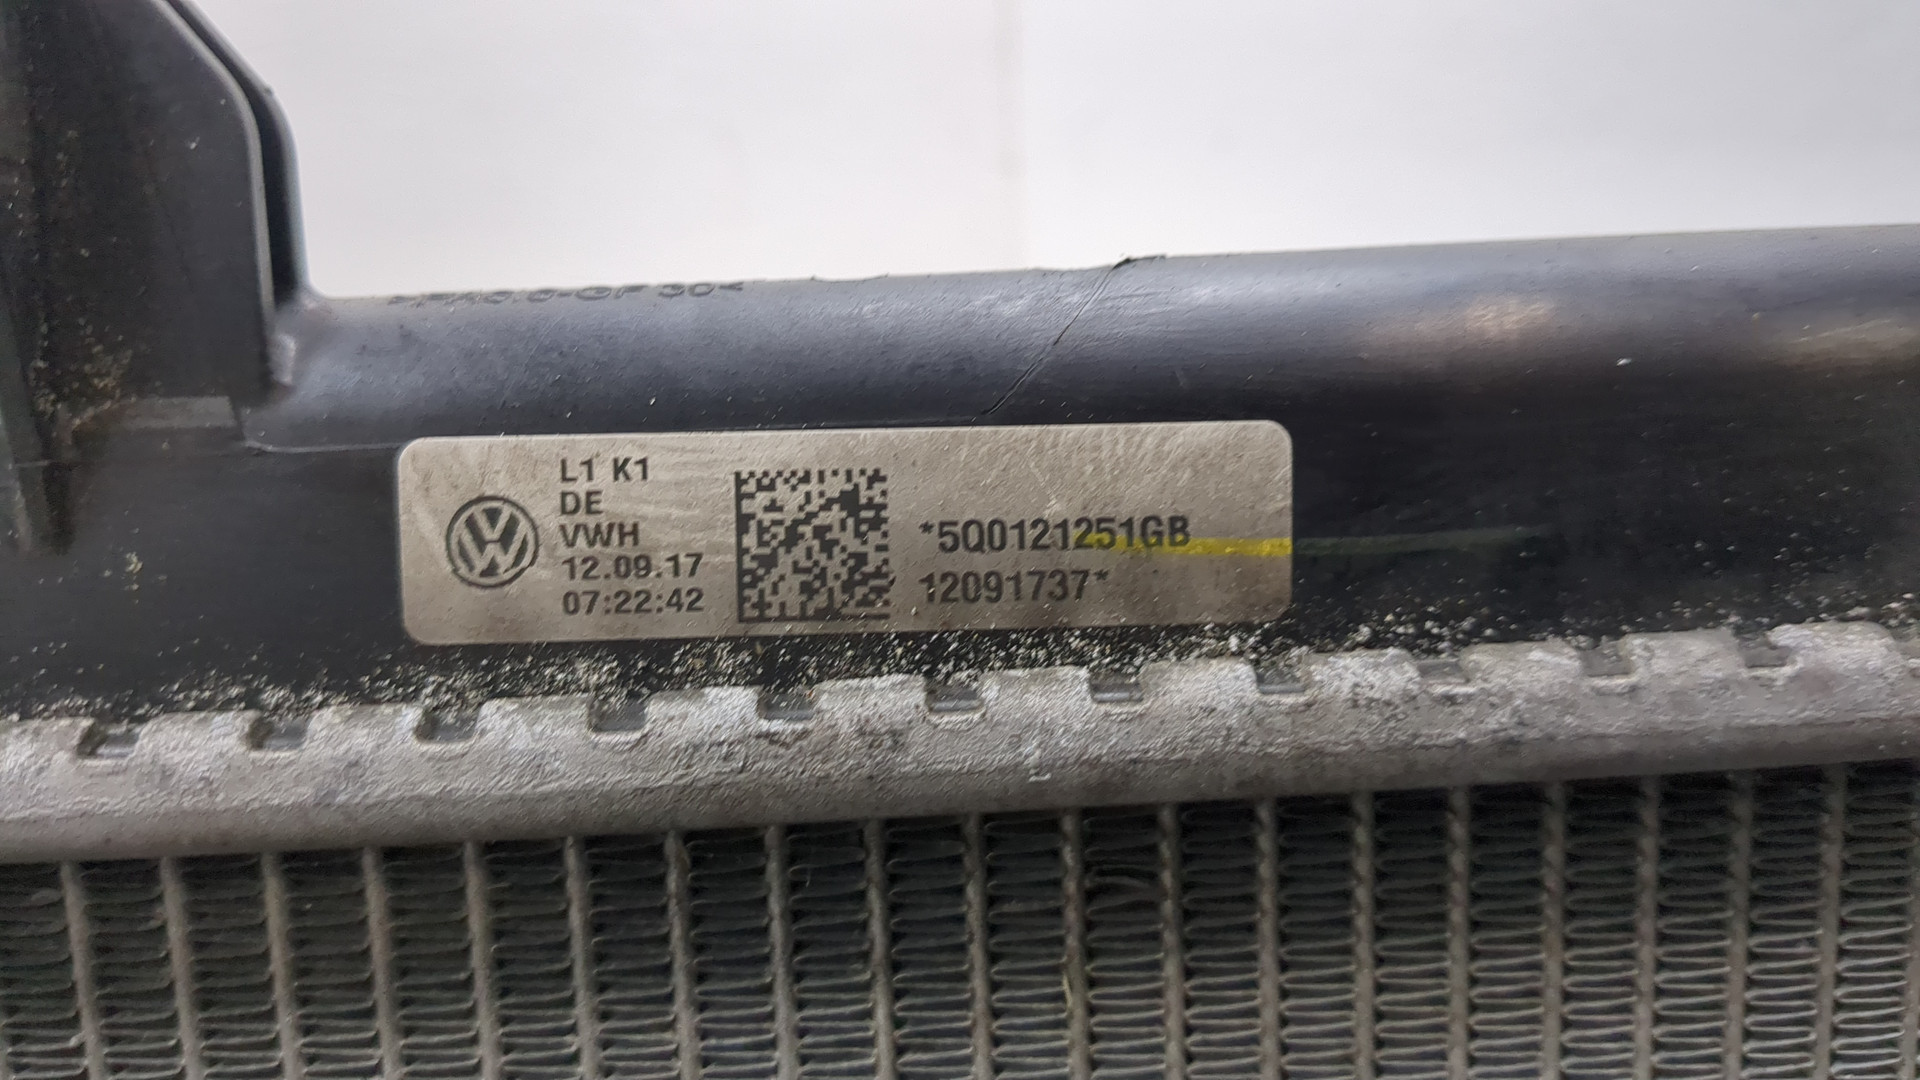 L1 K1
DE
VWH
12.09.17
07:22:42
*5Q0121251GB
12091737*